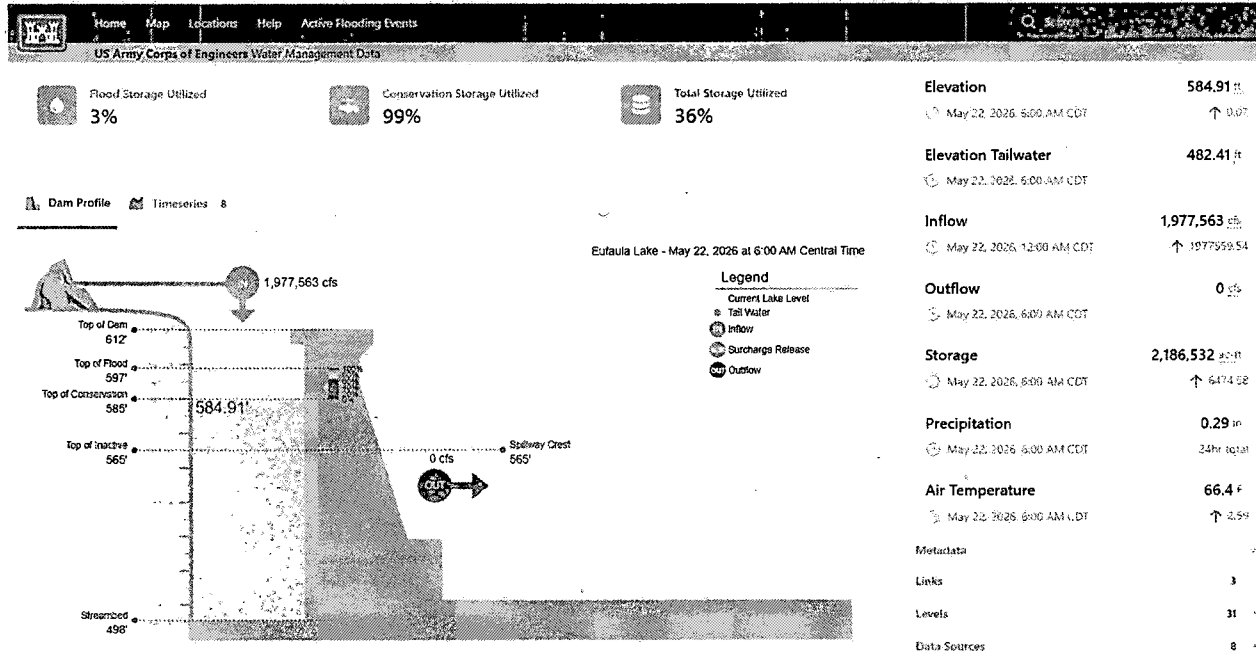 Home Map Locations Help Active Flooding Events
Search
US Army Corps of Engineers Water Management Data
Flood Storage Utilized
3%
Conservation Storage Utilized
99%
Total Storage Utilized
36%
Dam Profile Timeseries 8
Eufaula Lake - May 22, 2026 at 6:00 AM Central Time
Legend
Current Lake Level
Tail Water
Inflow
Surcharge Release
OUT Outflow
1,977,563 cfs
Top of Dam
612'
Top of Flood
597'
100%
Top of Conservation
585'
584.91'
Top of Inactive
565'
Spillway Crest
565'
0 cfs
OUT
Streambed
498'
Elevation 584.91 ft
May 22, 2026, 6:00 AM CDT ↑ 0.07
Elevation Tailwater 482.41 ft
May 22, 2026, 6:00 AM CDT
Inflow 1,977,563 cfs
May 22, 2026, 12:00 AM CDT ↑ 1977559.54
Outflow 0 cfs
May 22, 2026, 6:00 AM CDT
Storage 2,186,532 ac-ft
May 22, 2026, 6:00 AM CDT ↑ 6474.58
Precipitation 0.29 in
May 22, 2026, 6:00 AM CDT 24hr total
Air Temperature 66.4 F
May 22, 2026, 6:00 AM CDT ↑ 2.59
Metadata
Links 3
Levels 31
Data Sources 8